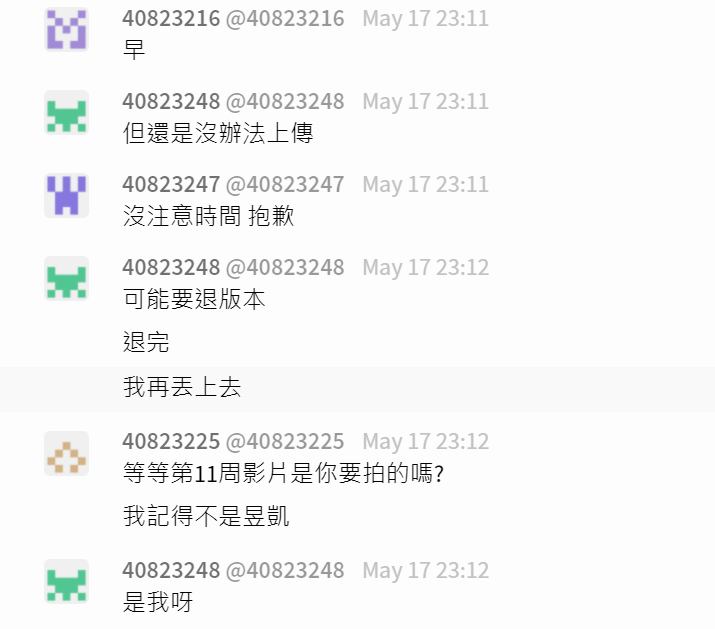 40823216 @40823216 May 17 23:11
早
40823248 @40823248 May 17 23:11
但還是沒辦法上傳
40823247 @40823247 May 17 23:11
沒注意時間 抱歉
40823248 @40823248 May 17 23:12
可能要退版本
退完
我再丟上去
40823225 @40823225 May 17 23:12
等等第11周影片是你要拍的嗎?
我記得不是昱凱
40823248 @40823248 May 17 23:12
是我呀